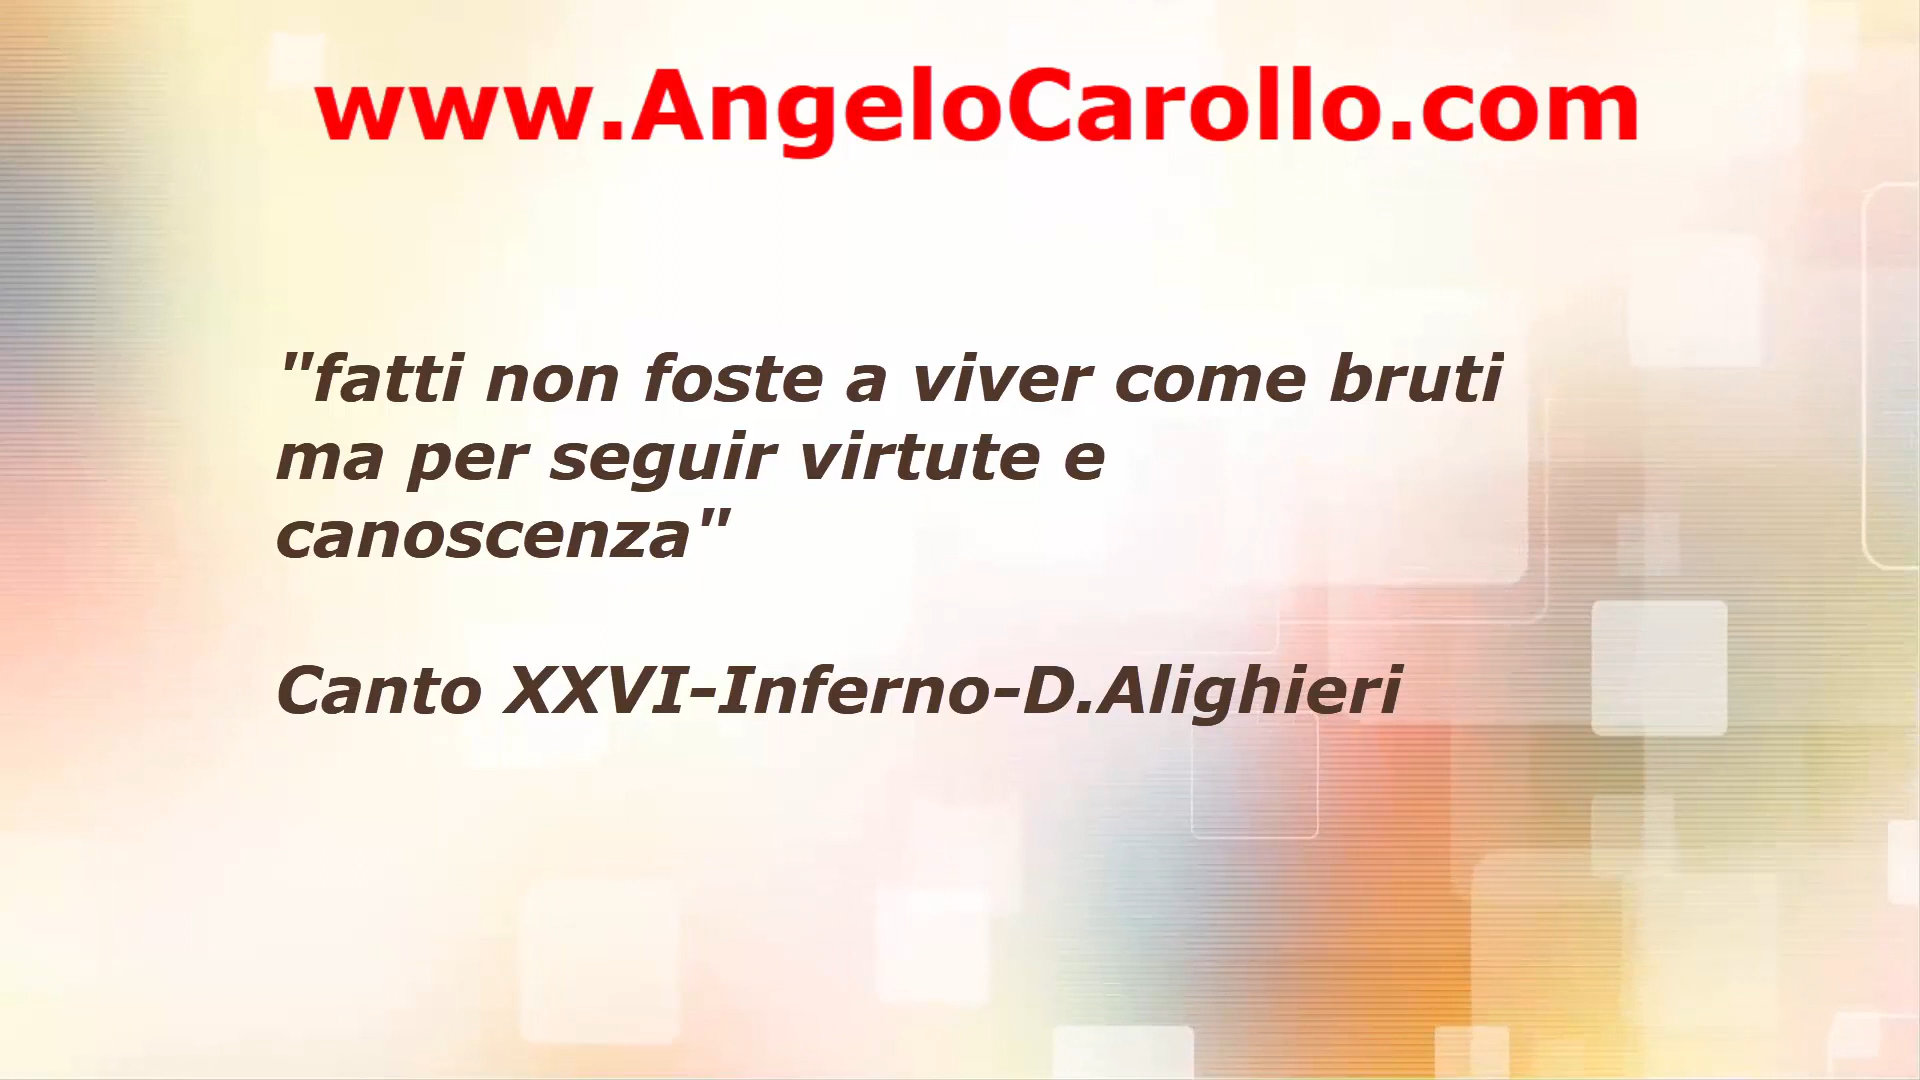 www.AngeloCarollo.com
"fatti non foste a viver come bruti
ma per seguir virtute e
canoscenza"
Canto XXVI-Inferno-D.Alighieri